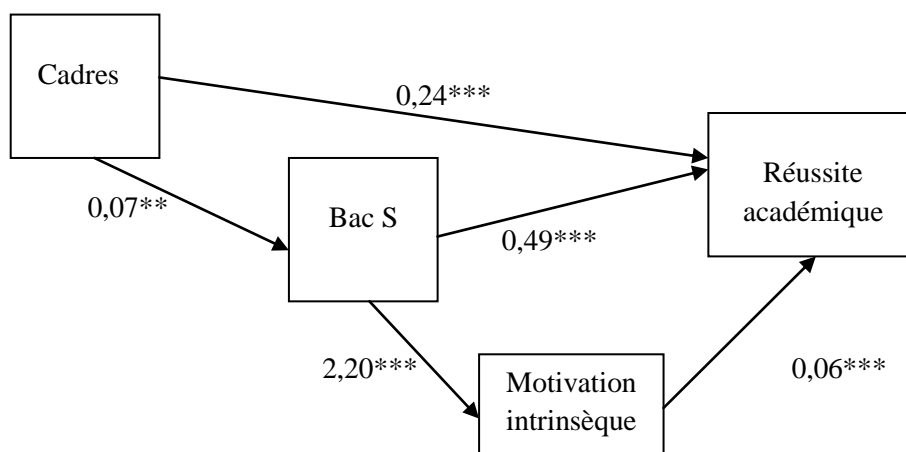 Cadres
0,24***
Réussite
académique
0,07**
Bac S
0,49***
2,20***
Motivation
intrinsèque
0,06***